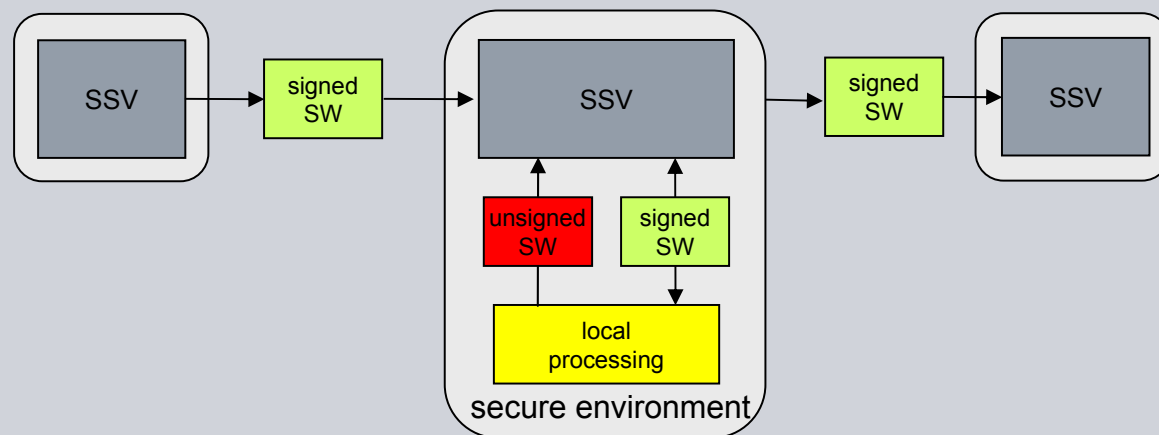 SSV
signed
SW
SSV
signed
SW
SSV
unsigned
SW
signed
SW
local
processing
secure environment